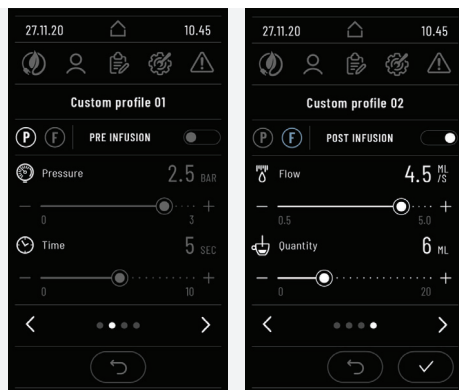 27.11.20 10.45
Custom profile 01
P F PRE INFUSION
Pressure 2.5 BAR
0 3
Time 5 SEC
0 10
27.11.20 10.45
Custom profile 02
P F POST INFUSION
Flow 4.5 ML/S
0.5 5.0
Quantity 6 ML
0 20